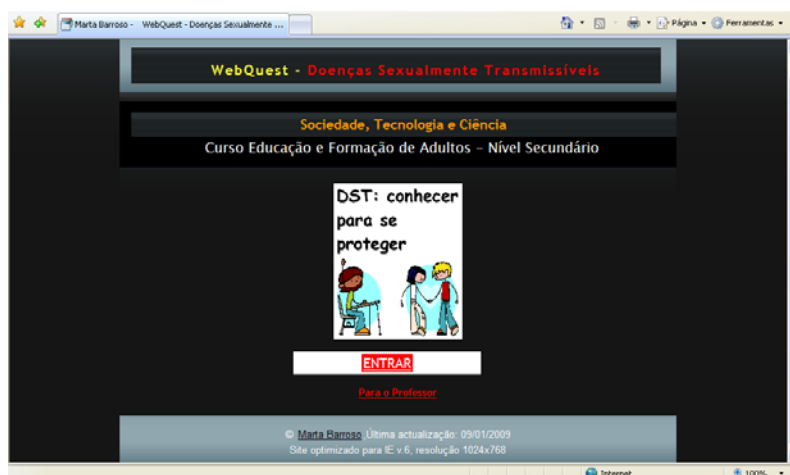 Marta Barroso - WebQuest - Doenças Sexualmente ...
Página
Ferramentas
WebQuest - Doenças Sexualmente Transmissíveis
Sociedade, Tecnologia e Ciência
Curso Educação e Formação de Adultos – Nível Secundário
DST: conhecer
para se
proteger
ENTRAR
Para o Professor
© Marta Barroso ,Última actualização: 09/01/2009
Site optimizado para IE v.6, resolução 1024x768
Internet
100%